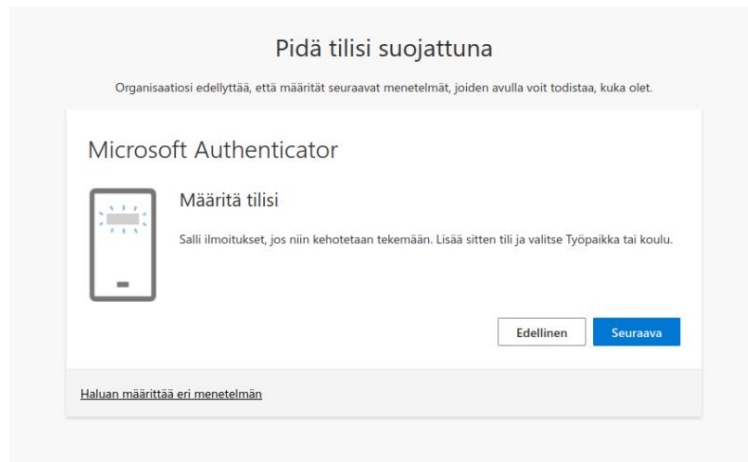 Pidä tilisi suojattuna
Organisaatiosi edellyttää, että määrität seuraavat menetelmät, joiden avulla voit todistaa, kuka olet.
Microsoft Authenticator
Määritä tilisi
Salli ilmoitukset, jos niin kehotetaan tekemään. Lisää sitten tili ja valitse Työpaikka tai koulu.
Edellinen
Seuraava
Haluan määrittää eri menetelmän